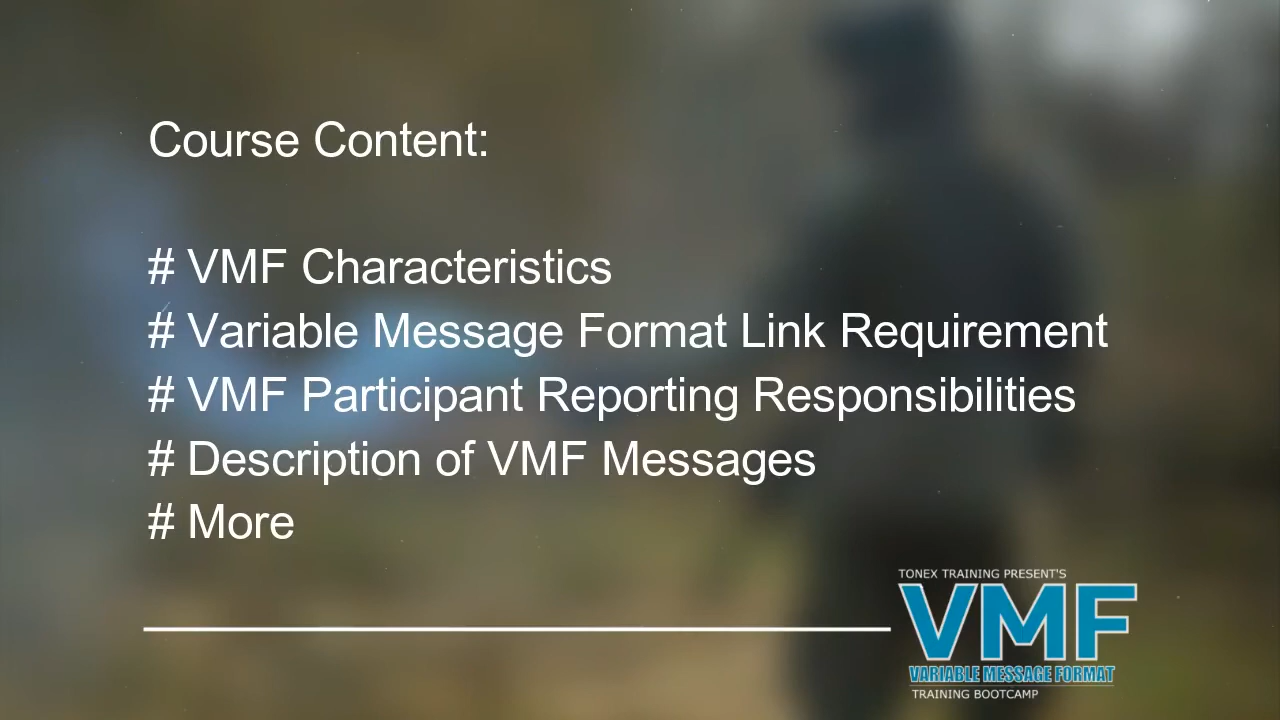 Course Content:
# VMF Characteristics
# Variable Message Format Link Requirement
# VMF Participant Reporting Responsibilities
# Description of VMF Messages
# More
TONEX TRAINING PRESENT'S
VMF
VARIABLE MESSAGE FORMAT
TRAINING BOOTCAMP